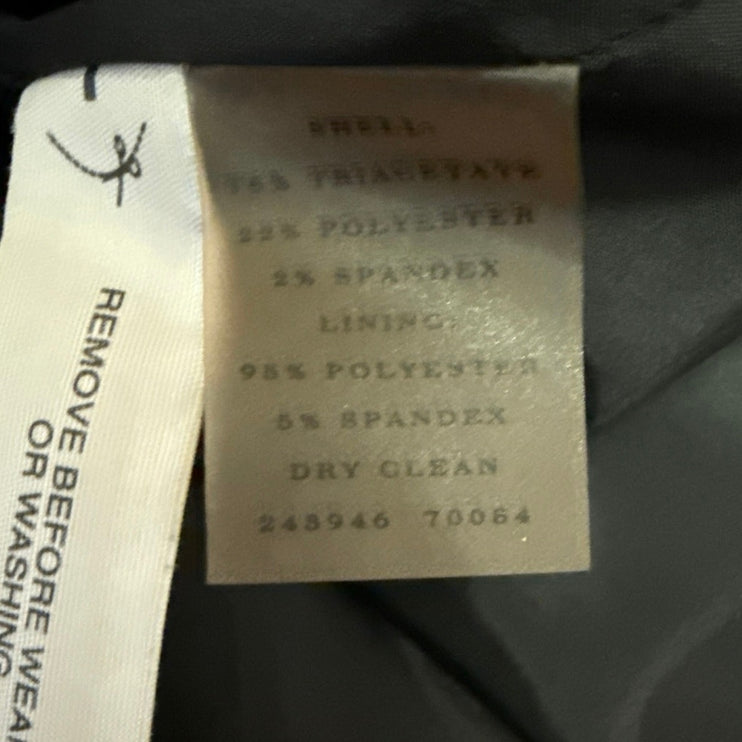 SHELL:
76% TRIACETATE
22% POLYESTER
2% SPANDEX
LINING:
95% POLYESTER
5% SPANDEX
DRY CLEAN
243946 70064
REMOVE BEFORE WEAR
OR WASHING